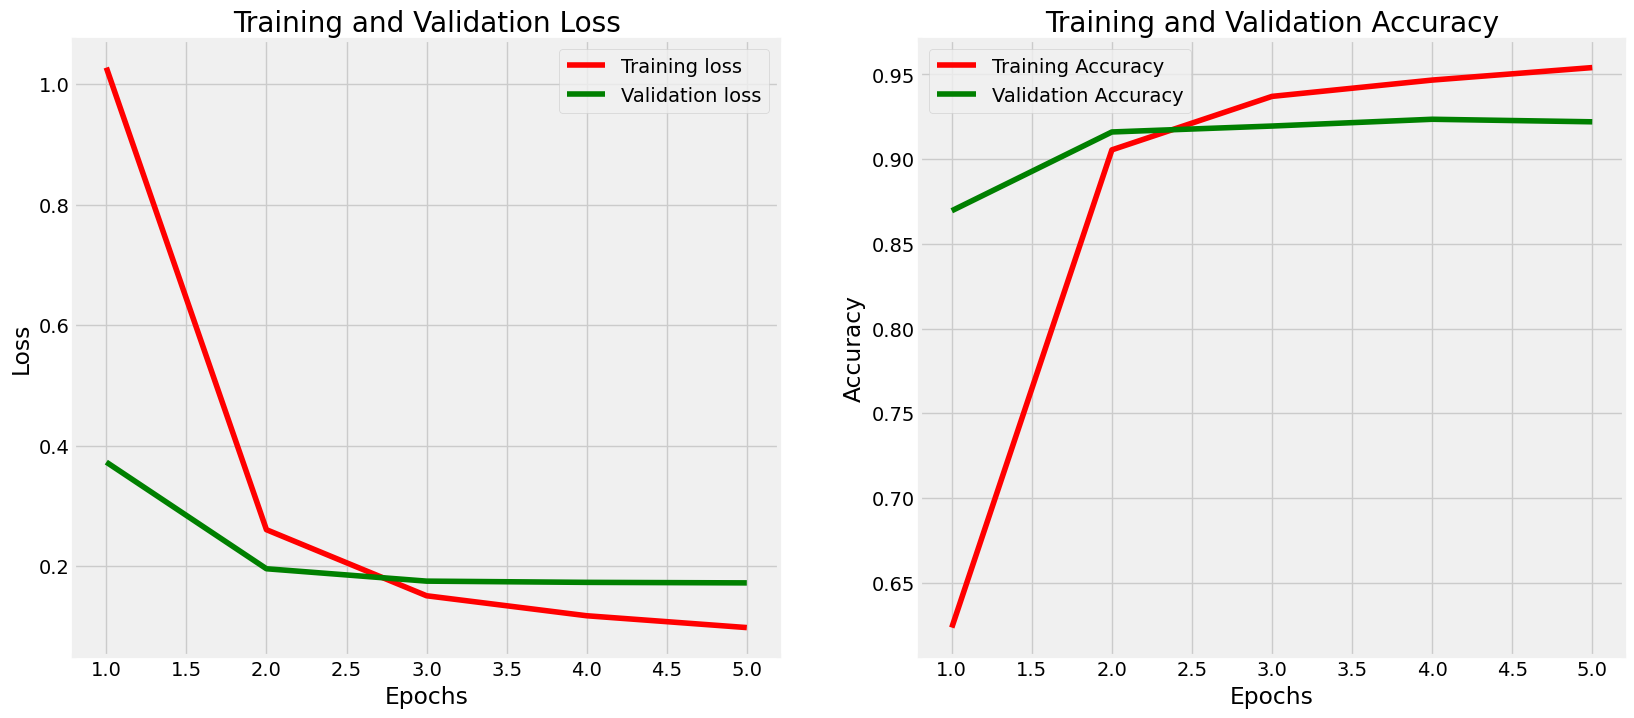 Training and Validation Loss
Training loss
Validation loss
1.0
0.8
0.6
0.4
0.2
Loss
1.0 1.5 2.0 2.5 3.0 3.5 4.0 4.5 5.0
Epochs
Training and Validation Accuracy
Training Accuracy
Validation Accuracy
0.95
0.90
0.85
0.80
0.75
0.70
0.65
Accuracy
1.0 1.5 2.0 2.5 3.0 3.5 4.0 4.5 5.0
Epochs